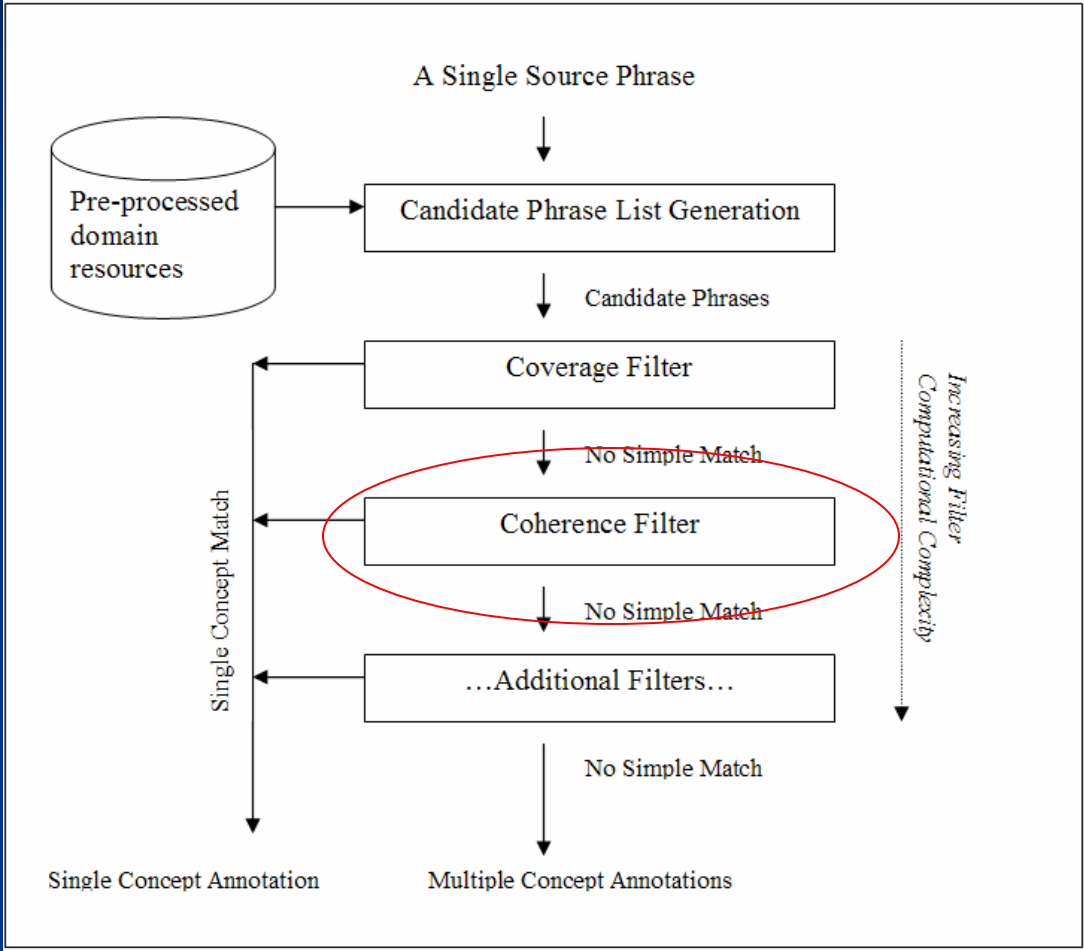 A Single Source Phrase
Pre-processed
domain
resources
Candidate Phrase List Generation
Candidate Phrases
Coverage Filter
No Simple Match
Coherence Filter
No Simple Match
…Additional Filters…
No Simple Match
Single Concept Match
Increasing Filter
Computational Complexity
Single Concept Annotation
Multiple Concept Annotations